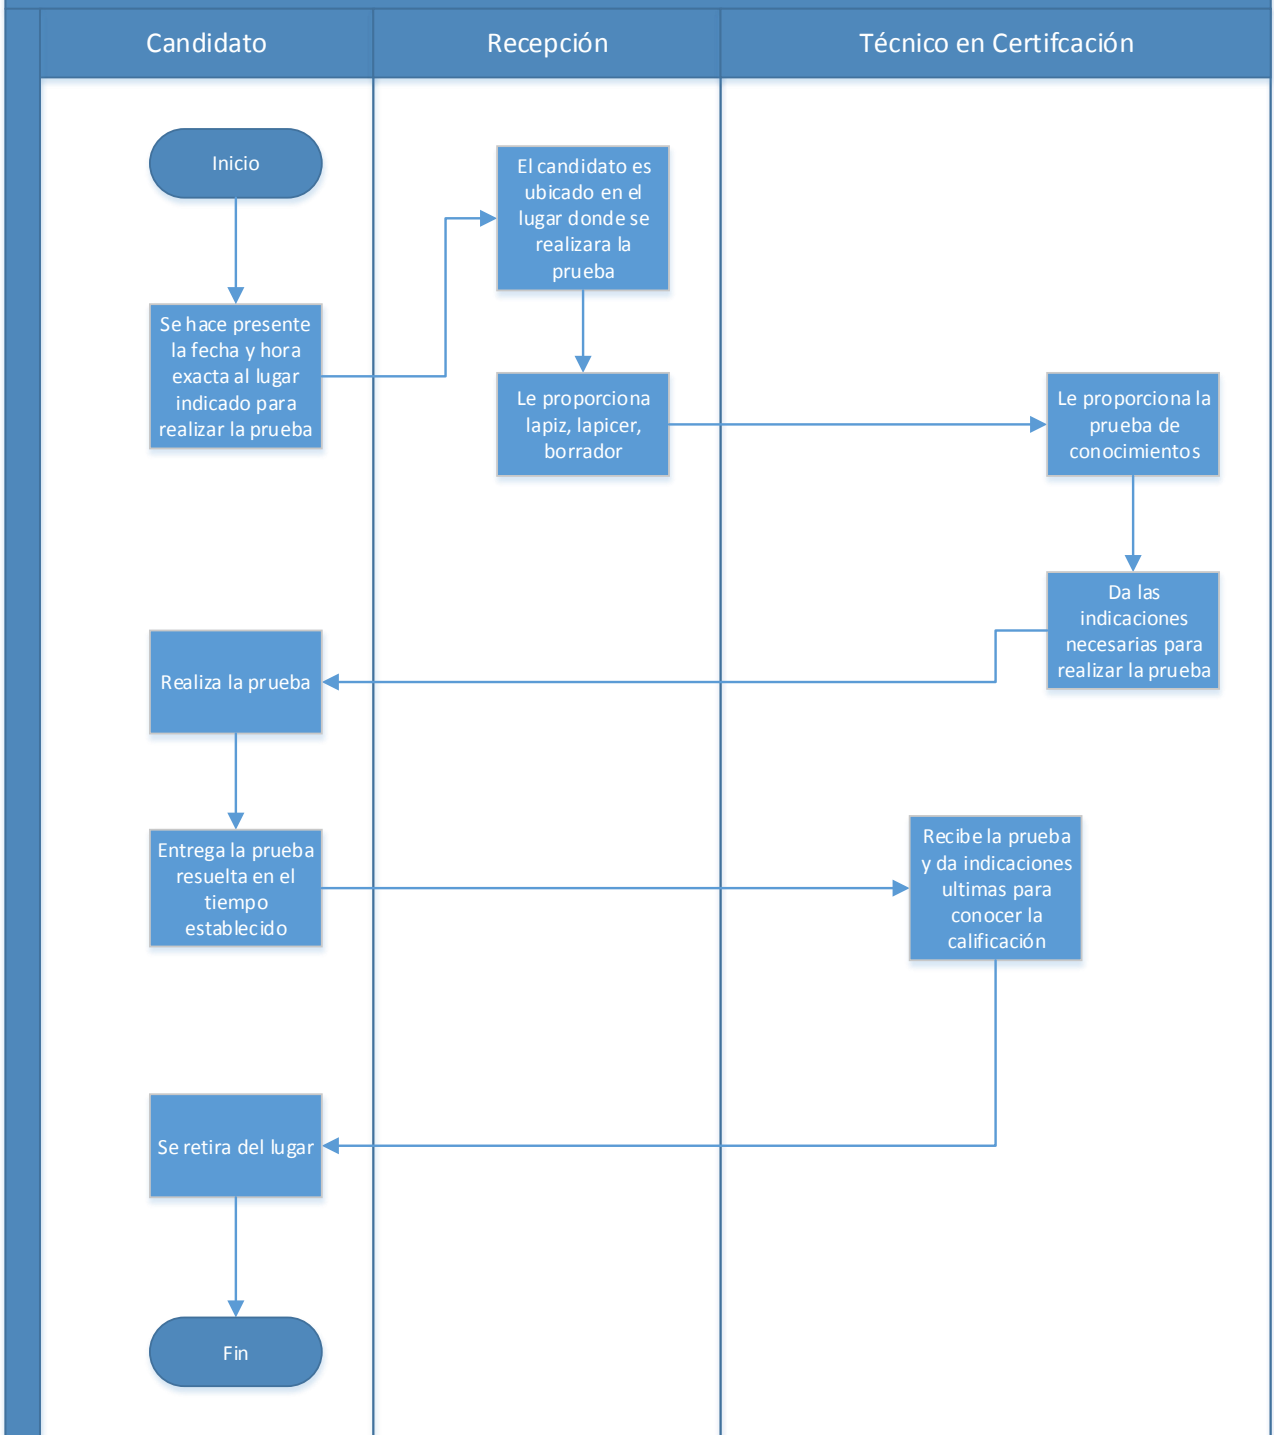 Candidato
Recepción
Técnico en Certifcación
Inicio
Se hace presente
la fecha y hora
exacta al lugar
indicado para
realizar la prueba
El candidato es
ubicado en el
lugar donde se
realizara la
prueba
Le proporciona
lapiz, lapicer,
borrador
Le proporciona la
prueba de
conocimientos
Da las
indicaciones
necesarias para
realizar la prueba
Realiza la prueba
Entrega la prueba
resuelta en el
tiempo
establecido
Recibe la prueba
y da indicaciones
ultimas para
conocer la
calificación
Se retira del lugar
Fin